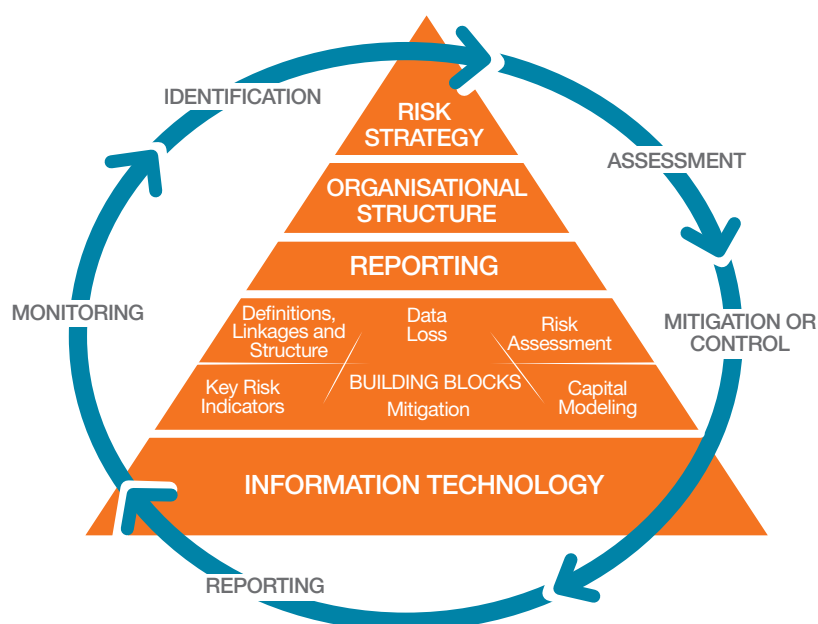 IDENTIFICATION
RISK
STRATEGY
ASSESSMENT
ORGANISATIONAL
STRUCTURE
REPORTING
MONITORING
Definitions,
Linkages and
Structure
Data
Loss
Risk
Assessment
MITIGATION OR
CONTROL
Key Risk
Indicators
BUILDING BLOCKS
Mitigation
Capital
Modeling
INFORMATION TECHNOLOGY
REPORTING